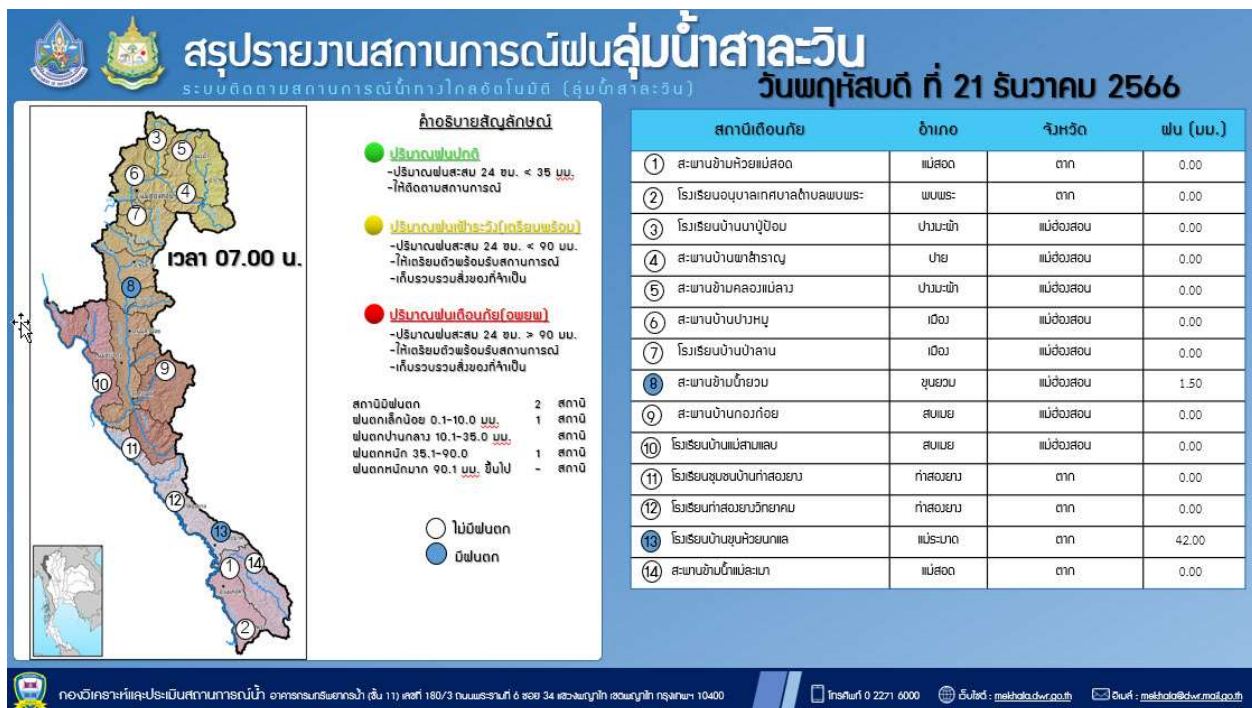 สรุปรายงานสถานการณ์ฝนลุ่มน้ำสาละวิน
ระบบติดตามสถานการณ์น้ำทางไกลอัตโนมัติ (ลุ่มน้ำสาละวิน)
วันพฤหัสบดี ที่ 21 ธันวาคม 2566
เวลา 07.00 น.
3
5
6
4
7
8
9
10
11
12
13
1 14
2
คำอธิบายสัญลักษณ์
ปริมาณฝนปกติ
-ปริมาณฝนสะสม 24 ชม. < 35 มม.
-ให้ติดตามสถานการณ์
ปริมาณฝนเฝ้าระวัง(เตรียมพร้อม)
-ปริมาณฝนสะสม 24 ชม. < 90 มม.
-ให้เตรียมตัวพร้อมรับสถานการณ์
-เก็บรวบรวมสิ่งของที่จำเป็น
ปริมาณฝนเตือนภัย(อพยพ)
-ปริมาณฝนสะสม 24 ชม. > 90 มม.
-ให้เตรียมตัวพร้อมรับสถานการณ์
-เก็บรวบรวมสิ่งของที่จำเป็น
สถานีมีฝนตก 2 สถานี
ฝนตกเล็กน้อย 0.1-10.0 มม. 1 สถานี
ฝนตกปานกลาง 10.1-35.0 มม. สถานี
ฝนตกหนัก 35.1-90.0 1 สถานี
ฝนตกหนักมาก 90.1 มม. ขึ้นไป - สถานี
ไม่มีฝนตก
มีฝนตก
สถานีเตือนภัย อำเภอ จังหวัด ฝน (มม.)
1 สะพานข้ามห้วยแม่สอด แม่สอด ตาก 0.00
2 โรงเรียนอนุบาลเทศบาลตำบลพบพระ พบพระ ตาก 0.00
3 โรงเรียนบ้านนาปู่ป้อม ปางมะผ้า แม่ฮ่องสอน 0.00
4 สะพานบ้านผาสำราญ ปาย แม่ฮ่องสอน 0.00
5 สะพานข้ามคลองแม่ลาง ปางมะผ้า แม่ฮ่องสอน 0.00
6 สะพานบ้านปางหมู เมือง แม่ฮ่องสอน 0.00
7 โรงเรียนบ้านป่าลาน เมือง แม่ฮ่องสอน 0.00
8 สะพานข้ามน้ำยวม ขุนยวม แม่ฮ่องสอน 1.50
9 สะพานบ้านกองก๋อย สบเมย แม่ฮ่องสอน 0.00
10 โรงเรียนบ้านแม่สามแลบ สบเมย แม่ฮ่องสอน 0.00
11 โรงเรียนชุมชนบ้านท่าสองยาง ท่าสองยาง ตาก 0.00
12 โรงเรียนท่าสองยางวิทยาคม ท่าสองยาง ตาก 0.00
13 โรงเรียนบ้านขุนห้วยนกแล แม่ระมาด ตาก 42.00
14 สะพานข้ามน้ำแม่ละเมา แม่สอด ตาก 0.00
กองวิเคราะห์และประเมินสถานการณ์น้ำ อาคารกรมทรัพยากรน้ำ (ชั้น 11) เลขที่ 180/3 ถนนพระรามที่ 6 ซอย 34 แขวงพญาไท เขตพญาไท กรุงเทพฯ 10400 โทรศัพท์ 0 2271 6000 เว็บไซต์ : mekhala.dwr.go.th อีเมล์ : mekhala@dwr.mail.go.th